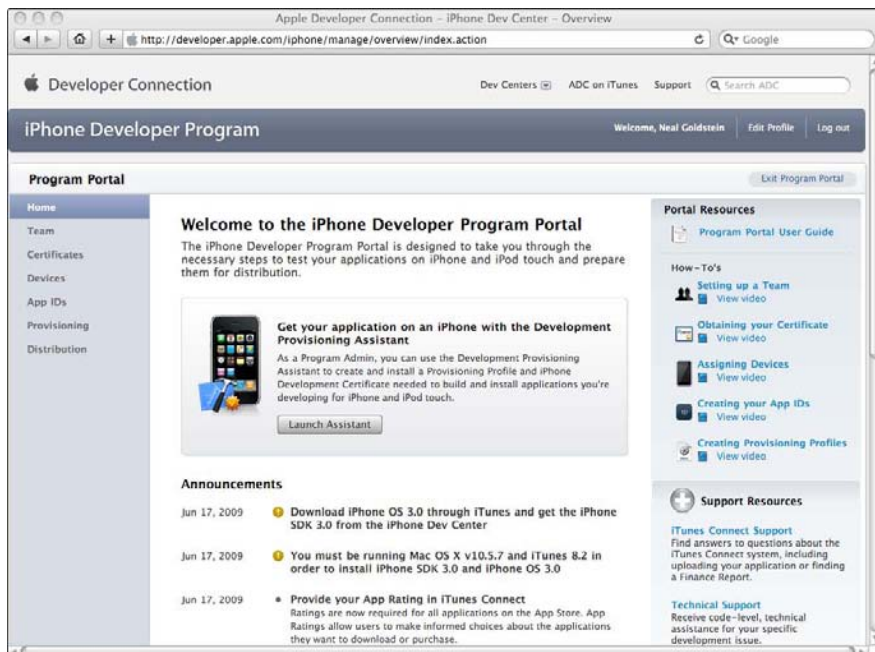 Apple Developer Connection – iPhone Dev Center – Overview
http://developer.apple.com/iphone/manage/overview/index.action
Google
Developer Connection
Dev Centers
ADC on iTunes
Support
Search ADC
iPhone Developer Program
Welcome, Neal Goldstein
Edit Profile
Log out
Program Portal
Exit Program Portal
Home
Team
Certificates
Devices
App IDs
Provisioning
Distribution
Welcome to the iPhone Developer Program Portal
The iPhone Developer Program Portal is designed to take you through the
necessary steps to test your applications on iPhone and iPod touch and prepare
them for distribution.
Get your application on an iPhone with the Development
Provisioning Assistant
As a Program Admin, you can use the Development Provisioning
Assistant to create and install a Provisioning Profile and iPhone
Development Certificate needed to build and install applications you're
developing for iPhone and iPod touch.
Launch Assistant
Announcements
Jun 17, 2009
Download iPhone OS 3.0 through iTunes and get the iPhone
SDK 3.0 from the iPhone Dev Center
Jun 17, 2009
You must be running Mac OS X v10.5.7 and iTunes 8.2 in
order to install iPhone SDK 3.0 and iPhone OS 3.0
Jun 17, 2009
Provide your App Rating in iTunes Connect
Ratings are now required for all applications on the App Store. App
Ratings allow users to make informed choices about the applications
they want to download or purchase.
Portal Resources
Program Portal User Guide
How-To's
Setting up a Team
View video
Obtaining your Certificate
View video
Assigning Devices
View video
Creating your App IDs
View video
Creating Provisioning Profiles
View video
Support Resources
iTunes Connect Support
Find answers to questions about the
iTunes Connect system, including
uploading your application or finding
a Finance Report.
Technical Support
Receive code-level, technical
assistance for your specific
development issue.